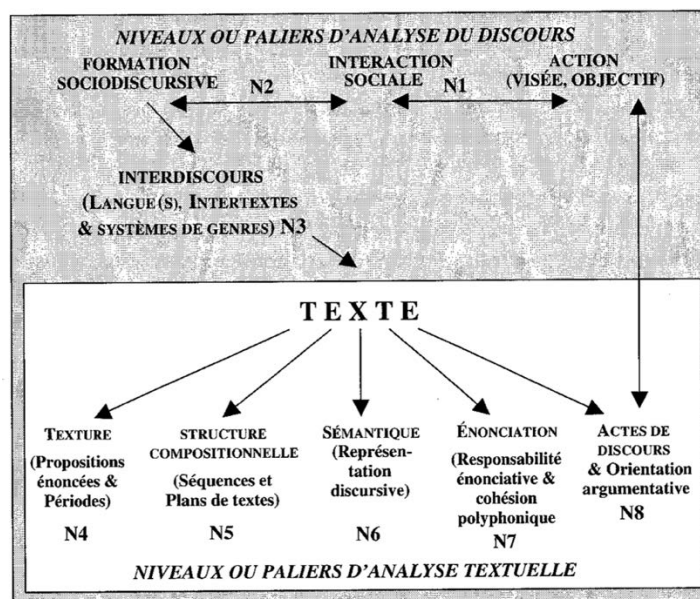 NIVEAUX OU PALIERS D'ANALYSE DU DISCOURS
FORMATION
SOCIODISCURSIVE
N2
INTERACTION
SOCIALE
N1
ACTION
(VISÉE, OBJECTIF)
INTERDISCOURS
(LANGUE(S), INTERTEXTES
& SYSTÈMES DE GENRES) N3
TEXTE
TEXTURE
(Propositions
énoncées &
Périodes)
N4
STRUCTURE
COMPOSITIONNELLE
(Séquences et
Plans de textes)
N5
SÉMANTIQUE
(Représen-
tation
discursive)
N6
ÉNONCIATION
(Responsabilité
énonciative &
cohésion
polyphonique
N7
ACTES DE
DISCOURS
& Orientation
argumentative
N8
NIVEAUX OU PALIERS D'ANALYSE TEXTUELLE